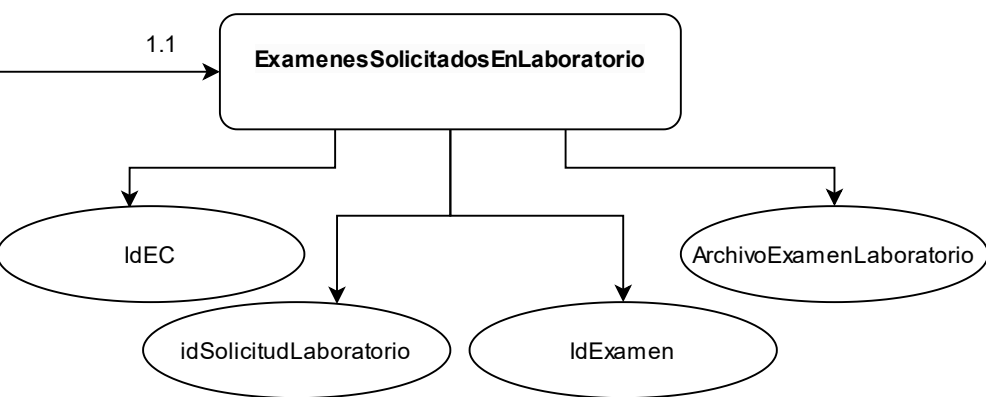 1.1
ExamenesSolicitadosEnLaboratorio
IdEC
ArchivoExamenLaboratorio
idSolicitudLaboratorio
IdExamen